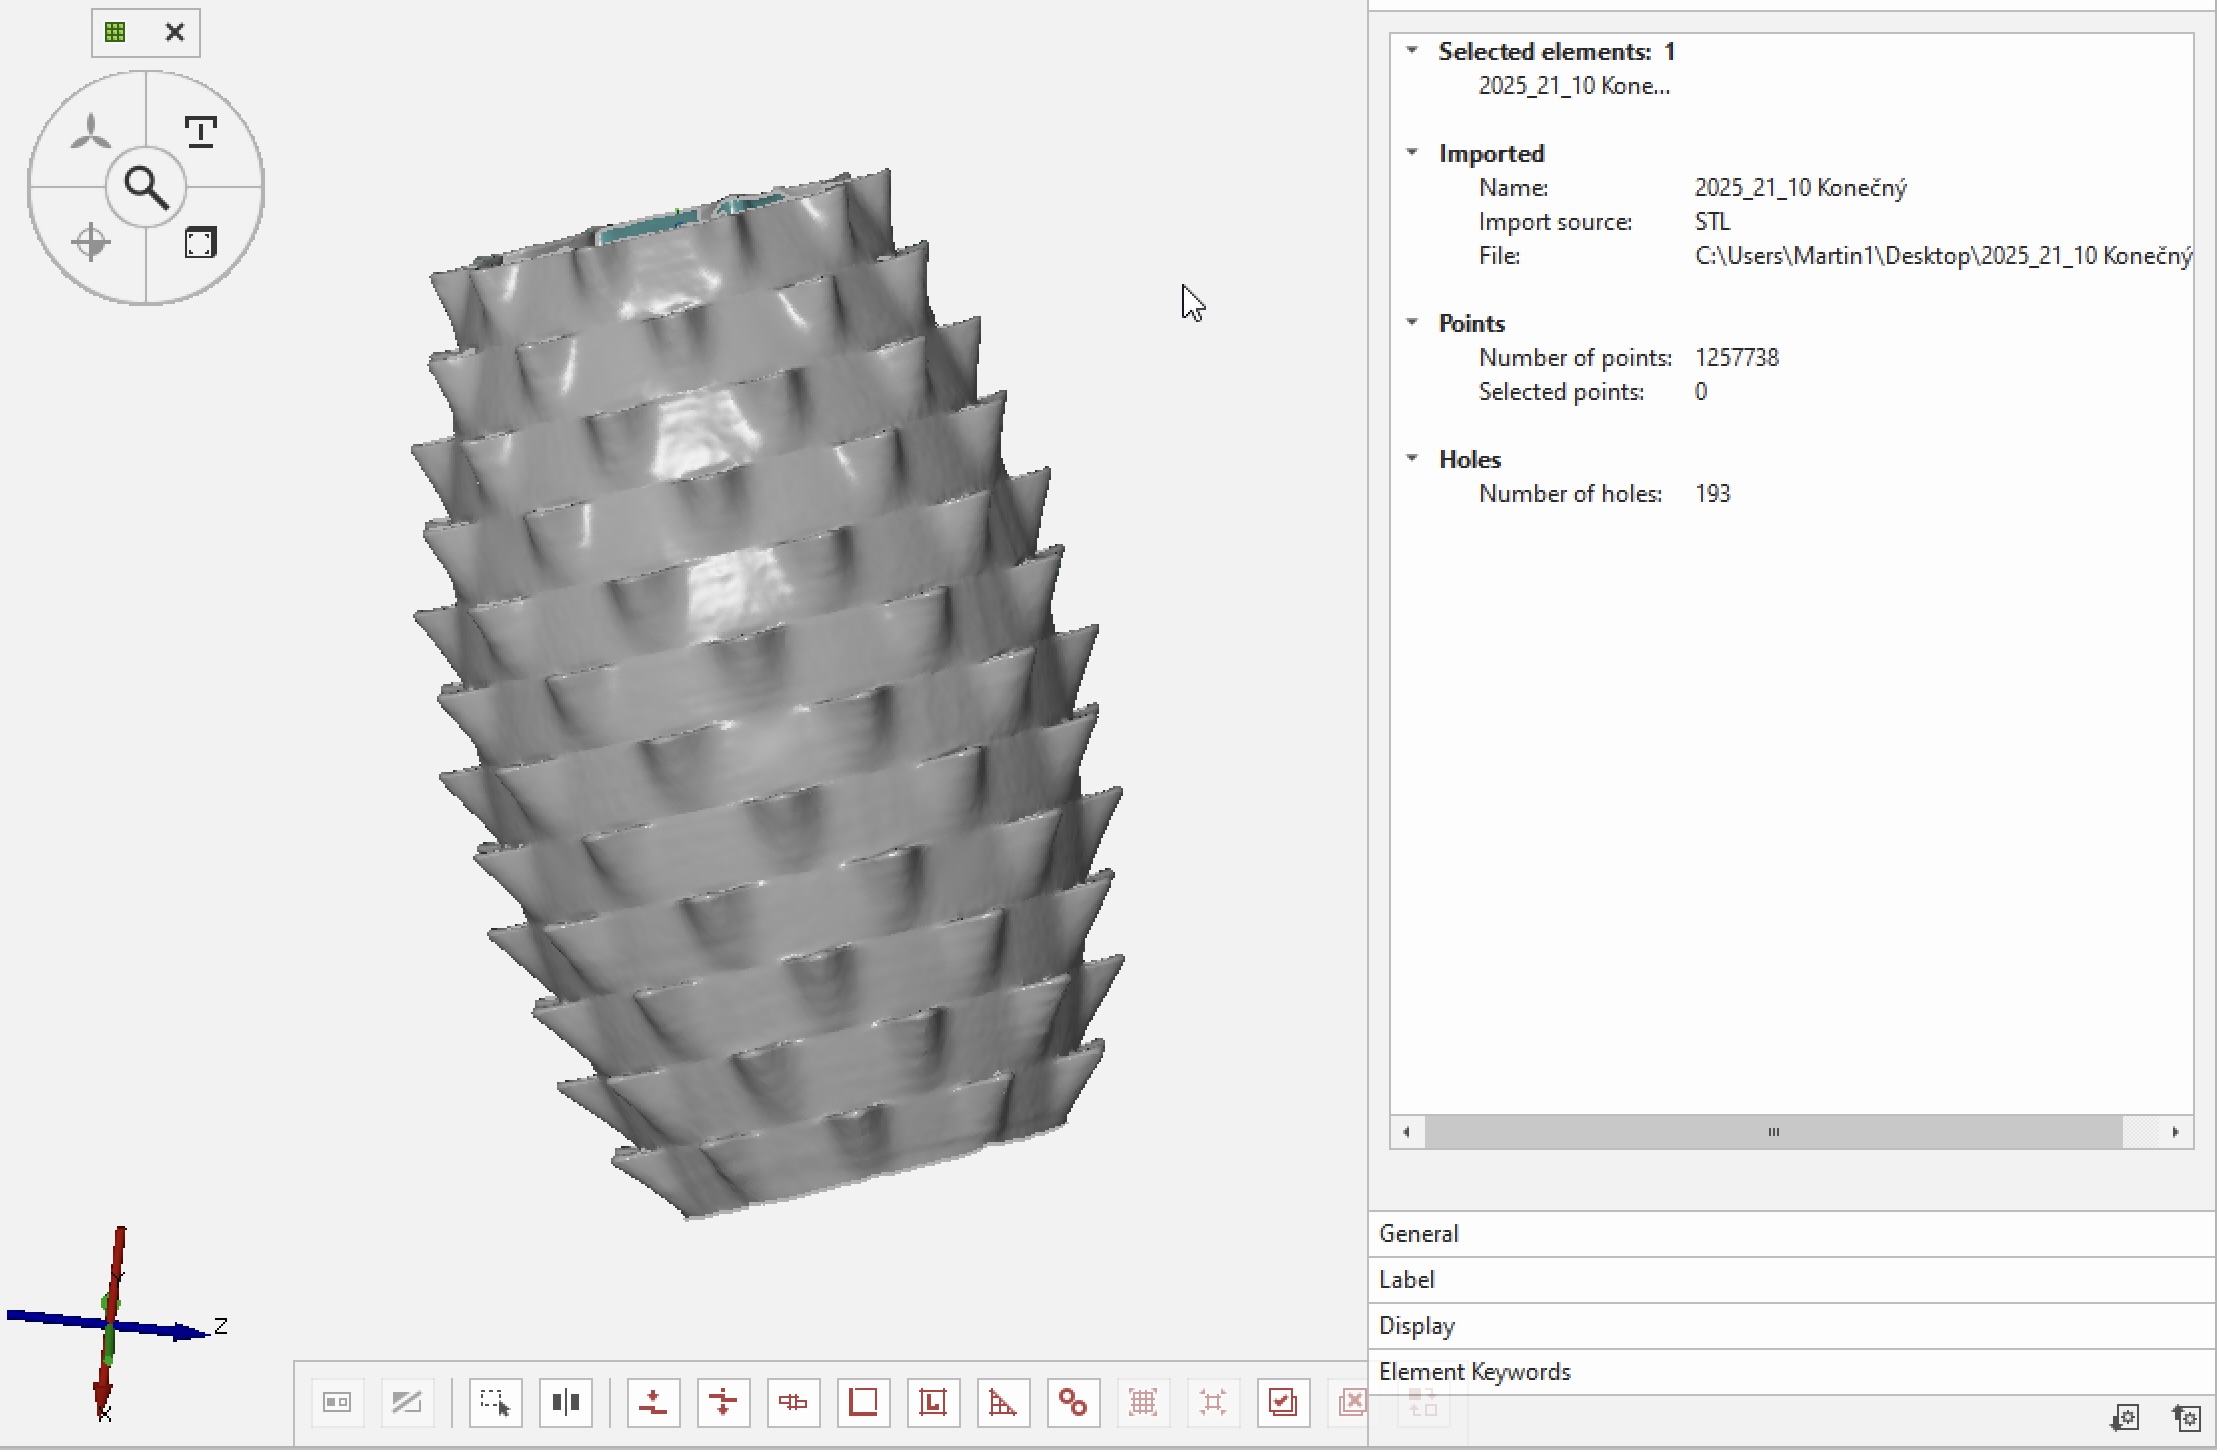 Selected elements: 1
2025_21_10 Kone...
Imported
Name: 2025_21_10 Konečný
Import source: STL
File: C:\Users\Martin1\Desktop\2025_21_10 Konečný
Points
Number of points: 1257738
Selected points: 0
Holes
Number of holes: 193
General
Label
Display
Element Keywords
Y
Z
X